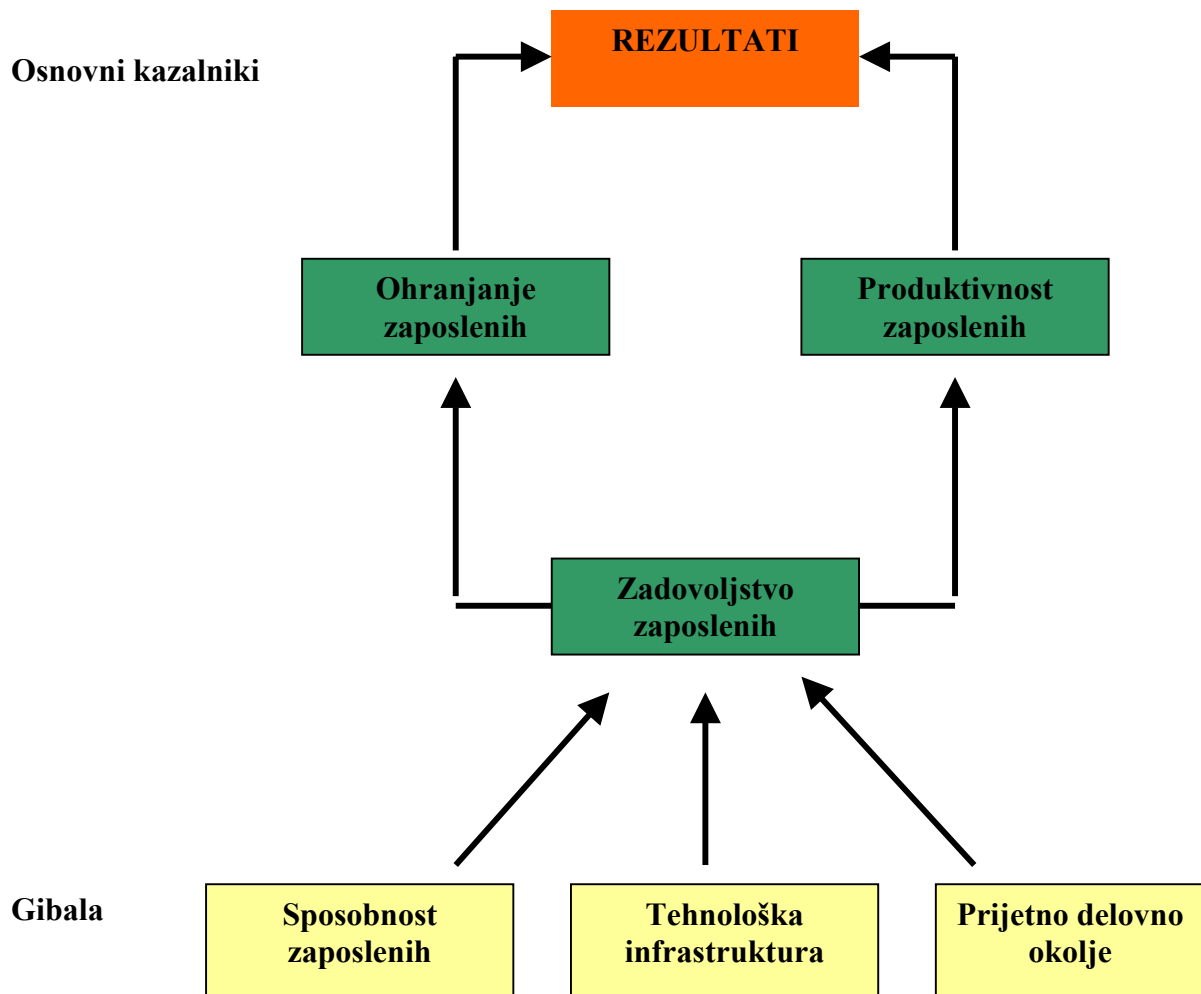 REZULTATI
Osnovni kazalniki
Ohranjanje
zaposlenih
Produktivnost
zaposlenih
Zadovoljstvo
zaposlenih
Gibala
Sposobnost
zaposlenih
Tehnološka
infrastruktura
Prijetno delovno
okolje